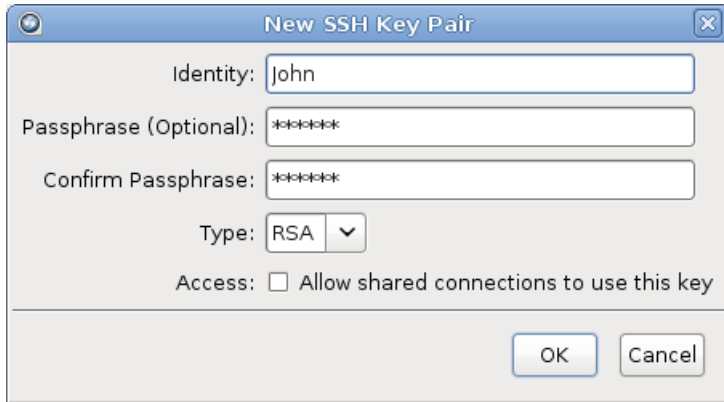 New SSH Key Pair
Identity: John
Passphrase (Optional): ******
Confirm Passphrase: ******
Type: RSA
Access: Allow shared connections to use this key
OK Cancel